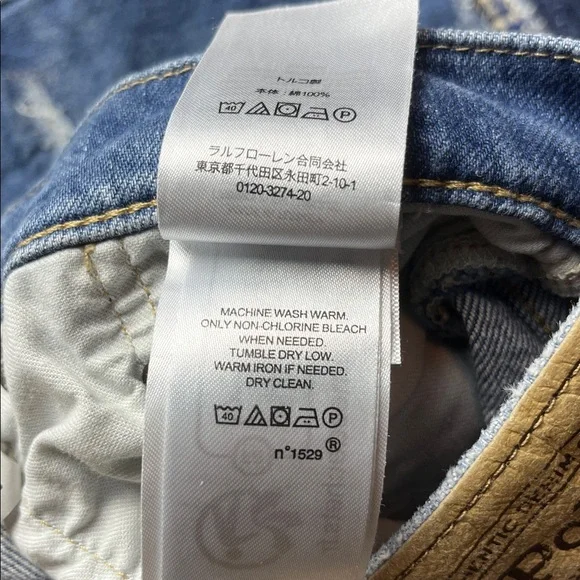 トルコ製
本体：綿100%
40 P
ラルフローレン合同会社
東京都千代田区永田町2-10-1
0120-3274-20
MACHINE WASH WARM.
ONLY NON-CHLORINE BLEACH
WHEN NEEDED.
TUMBLE DRY LOW.
WARM IRON IF NEEDED.
DRY CLEAN.
40 P
n°1529®